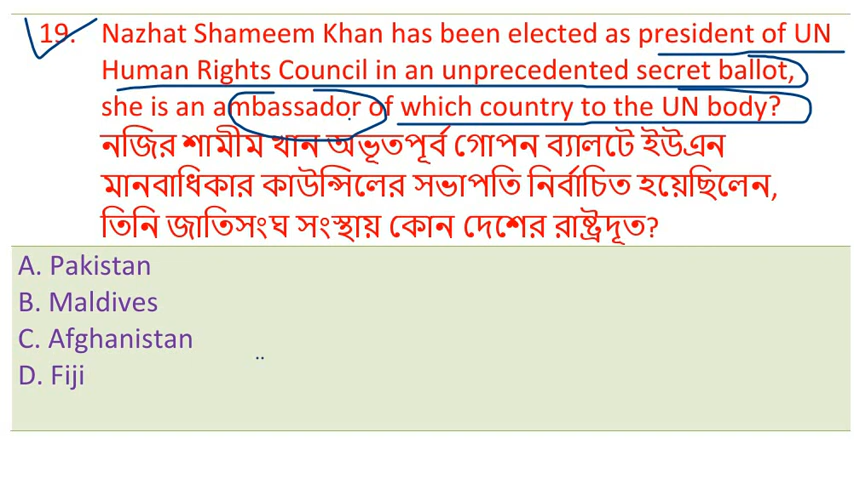 19. Nazhat Shameem Khan has been elected as president of UN
Human Rights Council in an unprecedented secret ballot,
she is an ambassador of which country to the UN body?
নজির শামীম খান অভূতপূর্ব গোপন ব্যালটে ইউএন
মানবাধিকার কাউন্সিলের সভাপতি নির্বাচিত হয়েছিলেন,
তিনি জাতিসংঘ সংস্থায় কোন দেশের রাষ্ট্রদূত?
A. Pakistan
B. Maldives
C. Afghanistan
D. Fiji